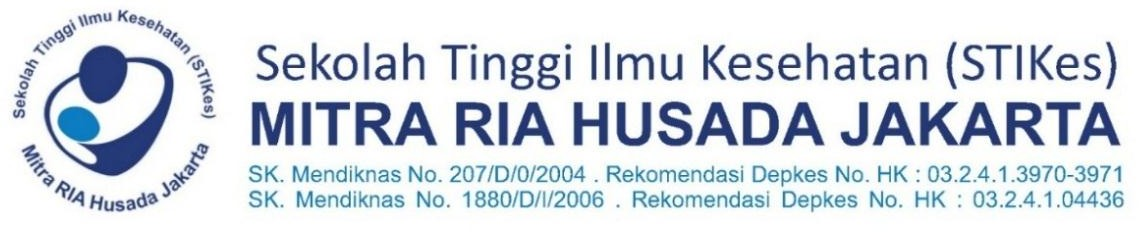 Sekolah Tinggi Ilmu Kesehatan (STIKes)
Mitra RIA Husada Jakarta
Sekolah Tinggi Ilmu Kesehatan (STIKes)
MITRA RIA HUSADA JAKARTA
SK. Mendiknas No. 207/D/0/2004 . Rekomendasi Depkes No. HK : 03.2.4.1.3970-3971
SK. Mendiknas No. 1880/D/I/2006 . Rekomendasi Depkes No. HK : 03.2.4.1.04436